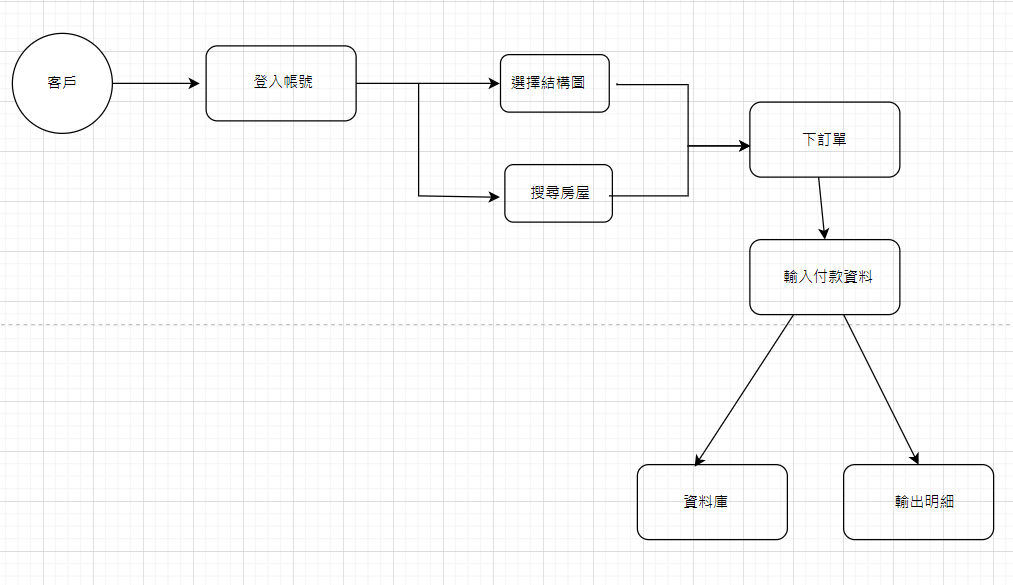 客戶
登入帳號
選擇結構圖
搜尋房屋
下訂單
輸入付款資料
資料庫
輸出明細